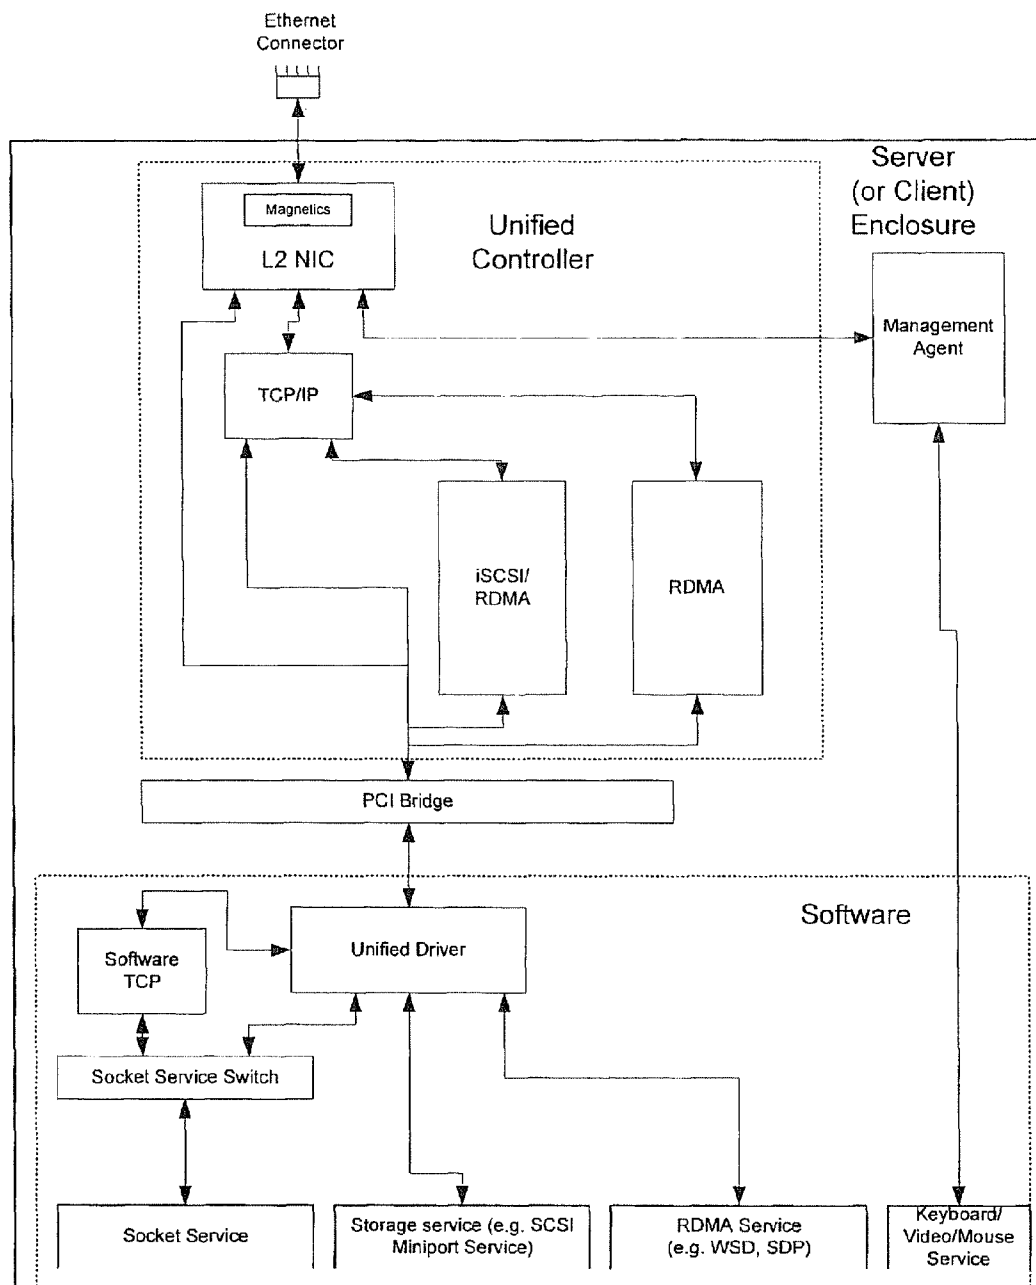 Ethernet
Connector
Server
(or Client)
Enclosure
Magnetics
L2 NIC
Unified
Controller
Management
Agent
TCP/IP
iSCSI/
RDMA
RDMA
PCI Bridge
Software
Software
TCP
Unified Driver
Socket Service Switch
Socket Service
Storage service (e.g. SCSI
Miniport Service)
RDMA Service
(e.g. WSD, SDP)
Keyboard/
Video/Mouse
Service